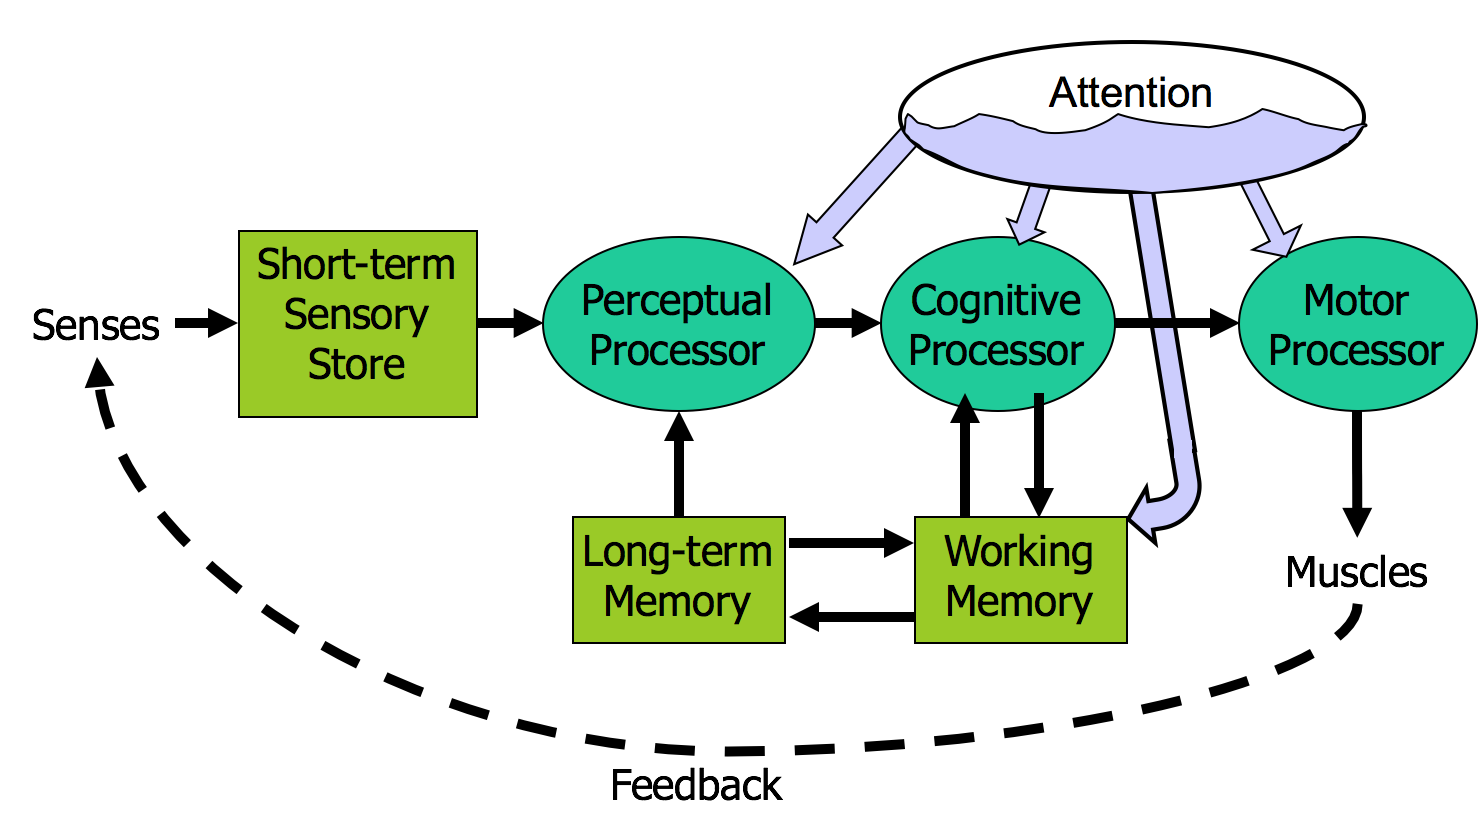 Attention
Short-term
Sensory
Store
Senses
Perceptual
Processor
Cognitive
Processor
Motor
Processor
Long-term
Memory
Working
Memory
Muscles
Feedback